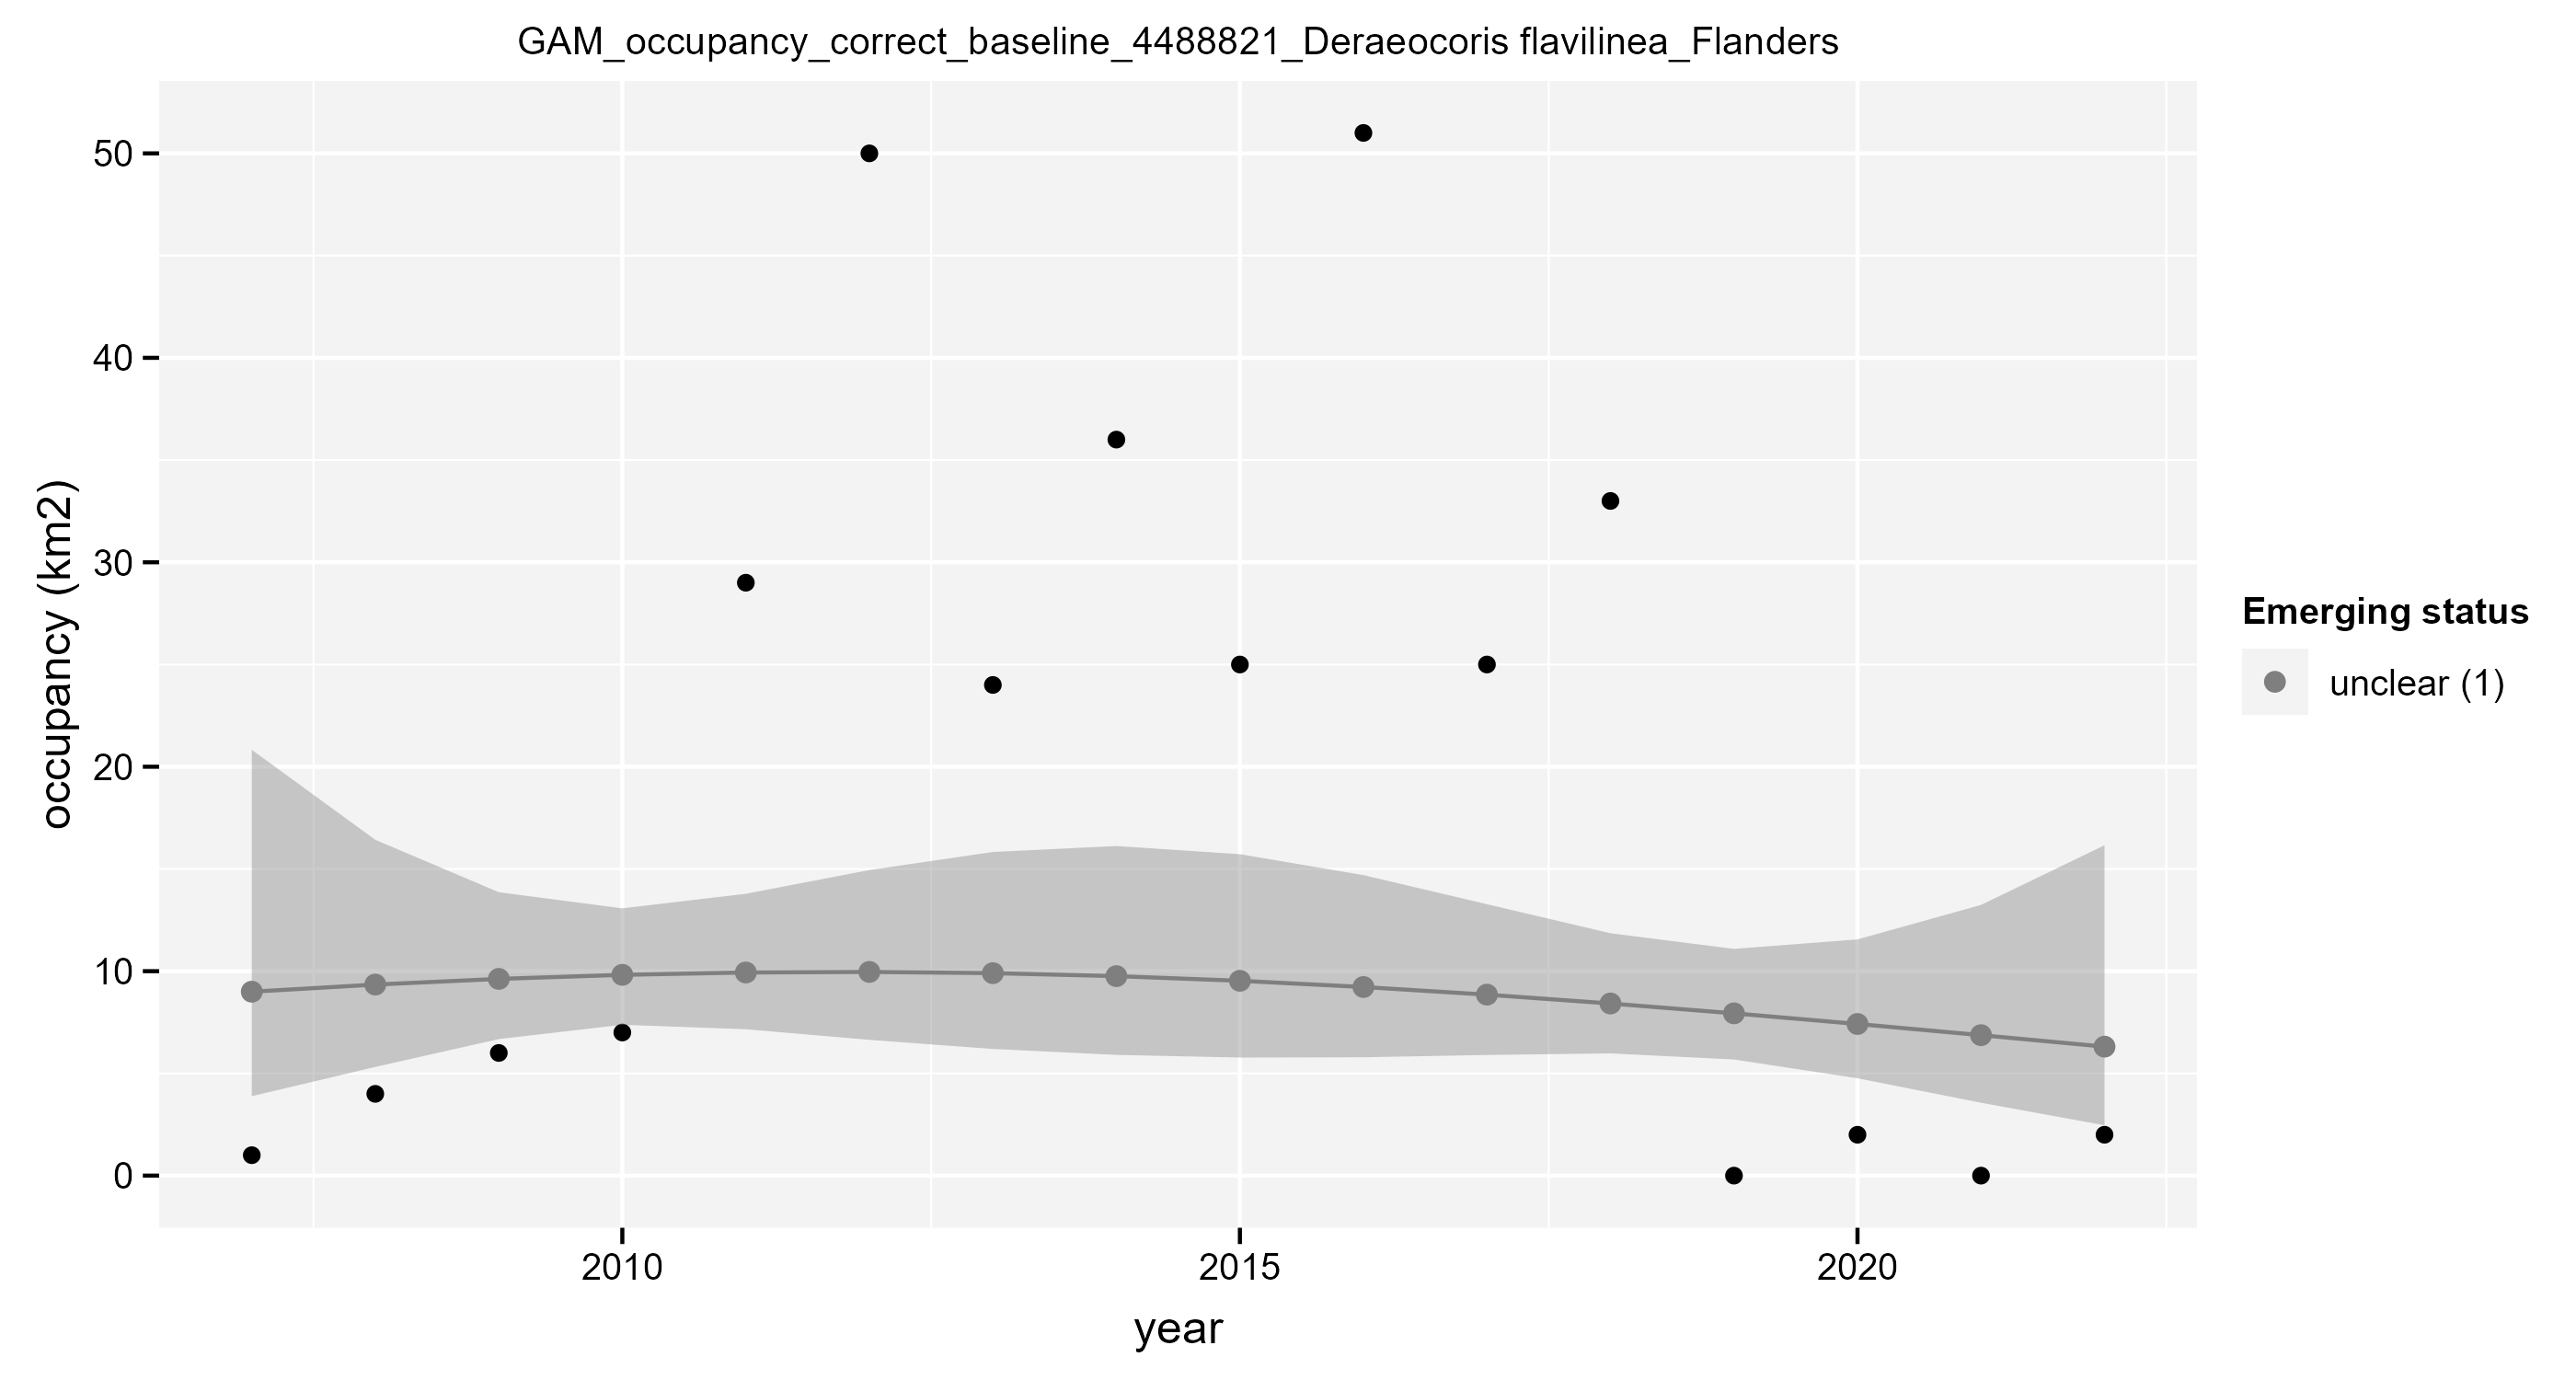 GAM_occupancy_correct_baseline_4488821_Deraeocoris flavilinea_Flanders
occupancy (km2)
50
40
30
20
10
0
2010
2015
2020
year
Emerging status
unclear (1)